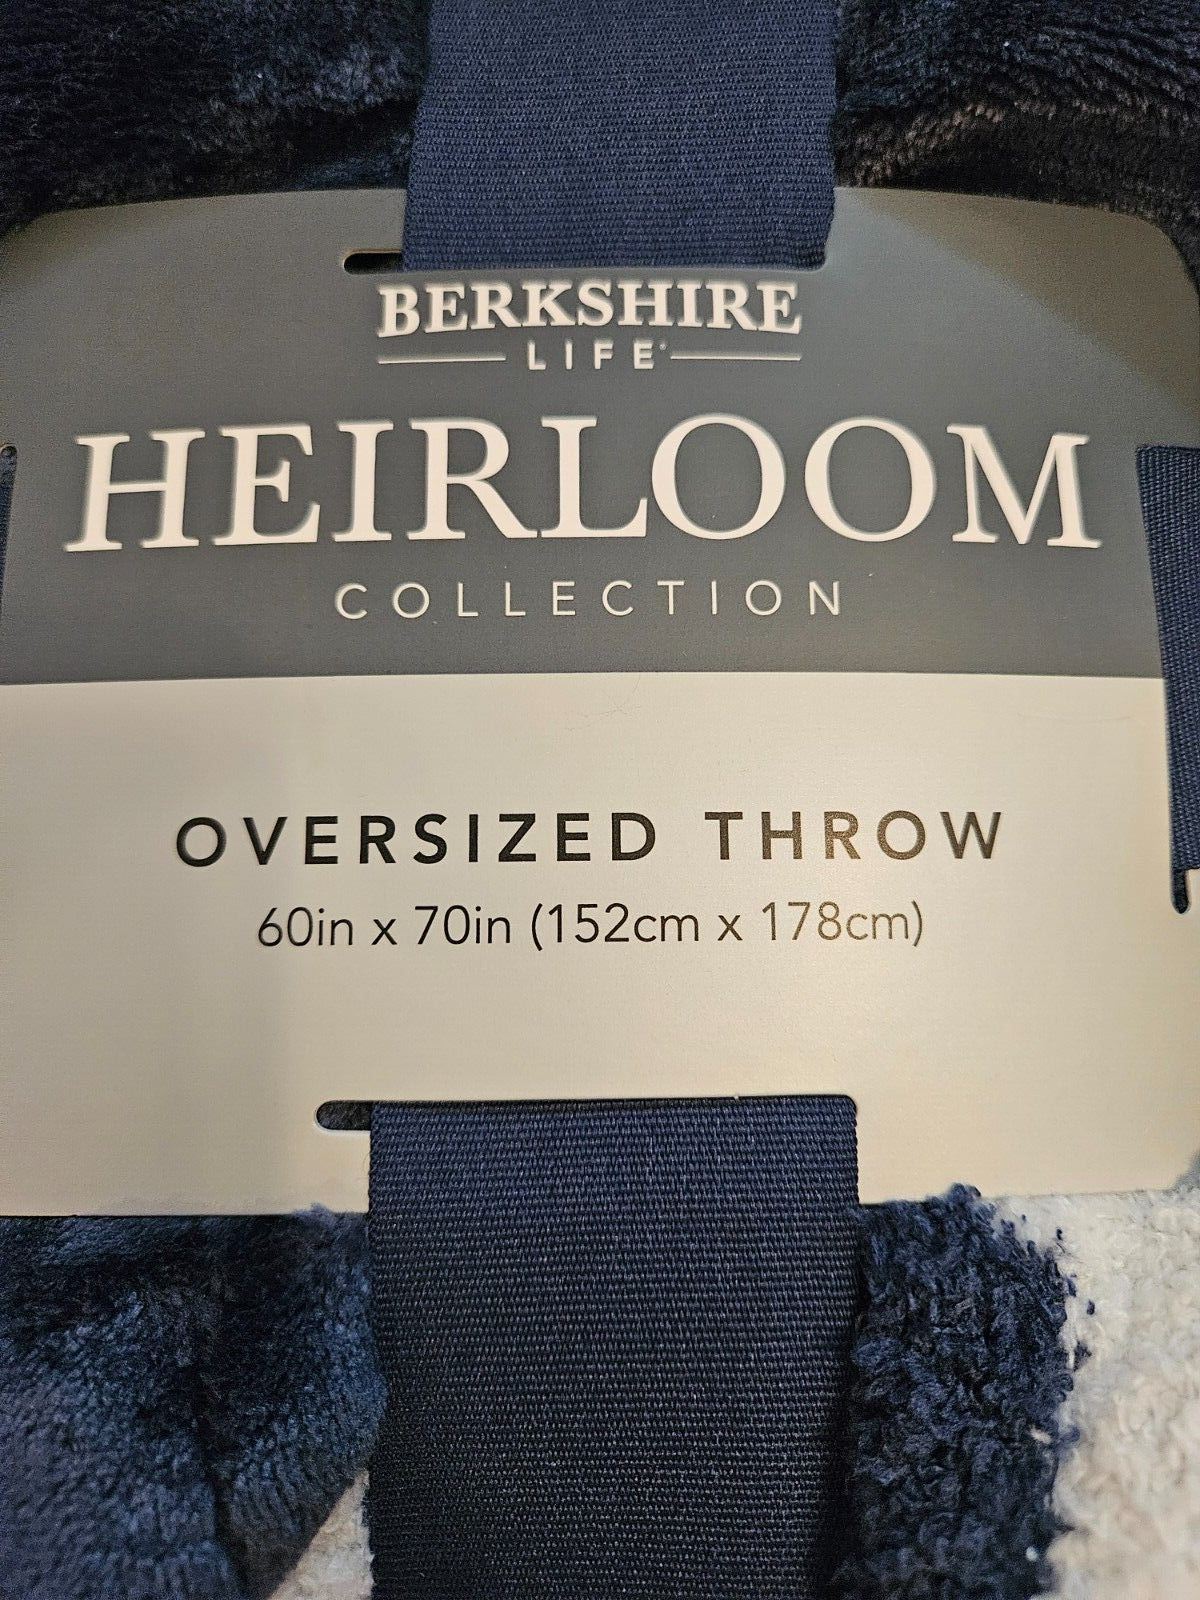 BERKSHIRE
LIFE®
HEIRLOOM
COLLECTION
OVERSIZED THROW
60in x 70in (152cm x 178cm)